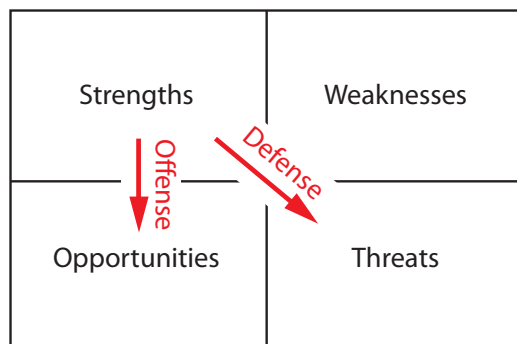 Strengths
Weaknesses
Offense
Defense
Opportunities
Threats